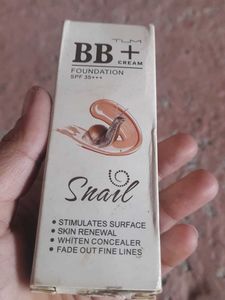 TLM
BB +
CREAM
FOUNDATION
SPF 35+++
Snail
• STIMULATES SURFACE
• SKIN RENEWAL
• WHITEN CONCEALER
• FADE OUT FINE LINES